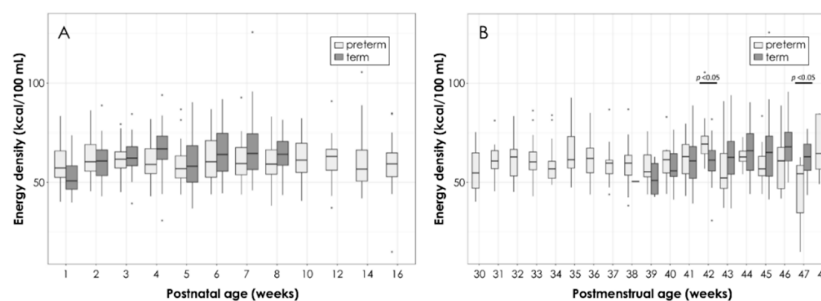 A
preterm
term
Energy density (kcal/100 mL)
100
50
1 2 3 4 5 6 7 8 10 12 14 16
Postnatal age (weeks)
B
preterm
term
p <0.05
p <0.05
Energy density (kcal/100 mL)
100
50
30 31 32 33 34 35 36 37 38 39 40 41 42 43 44 45 46 47
Postmenstrual age (weeks)